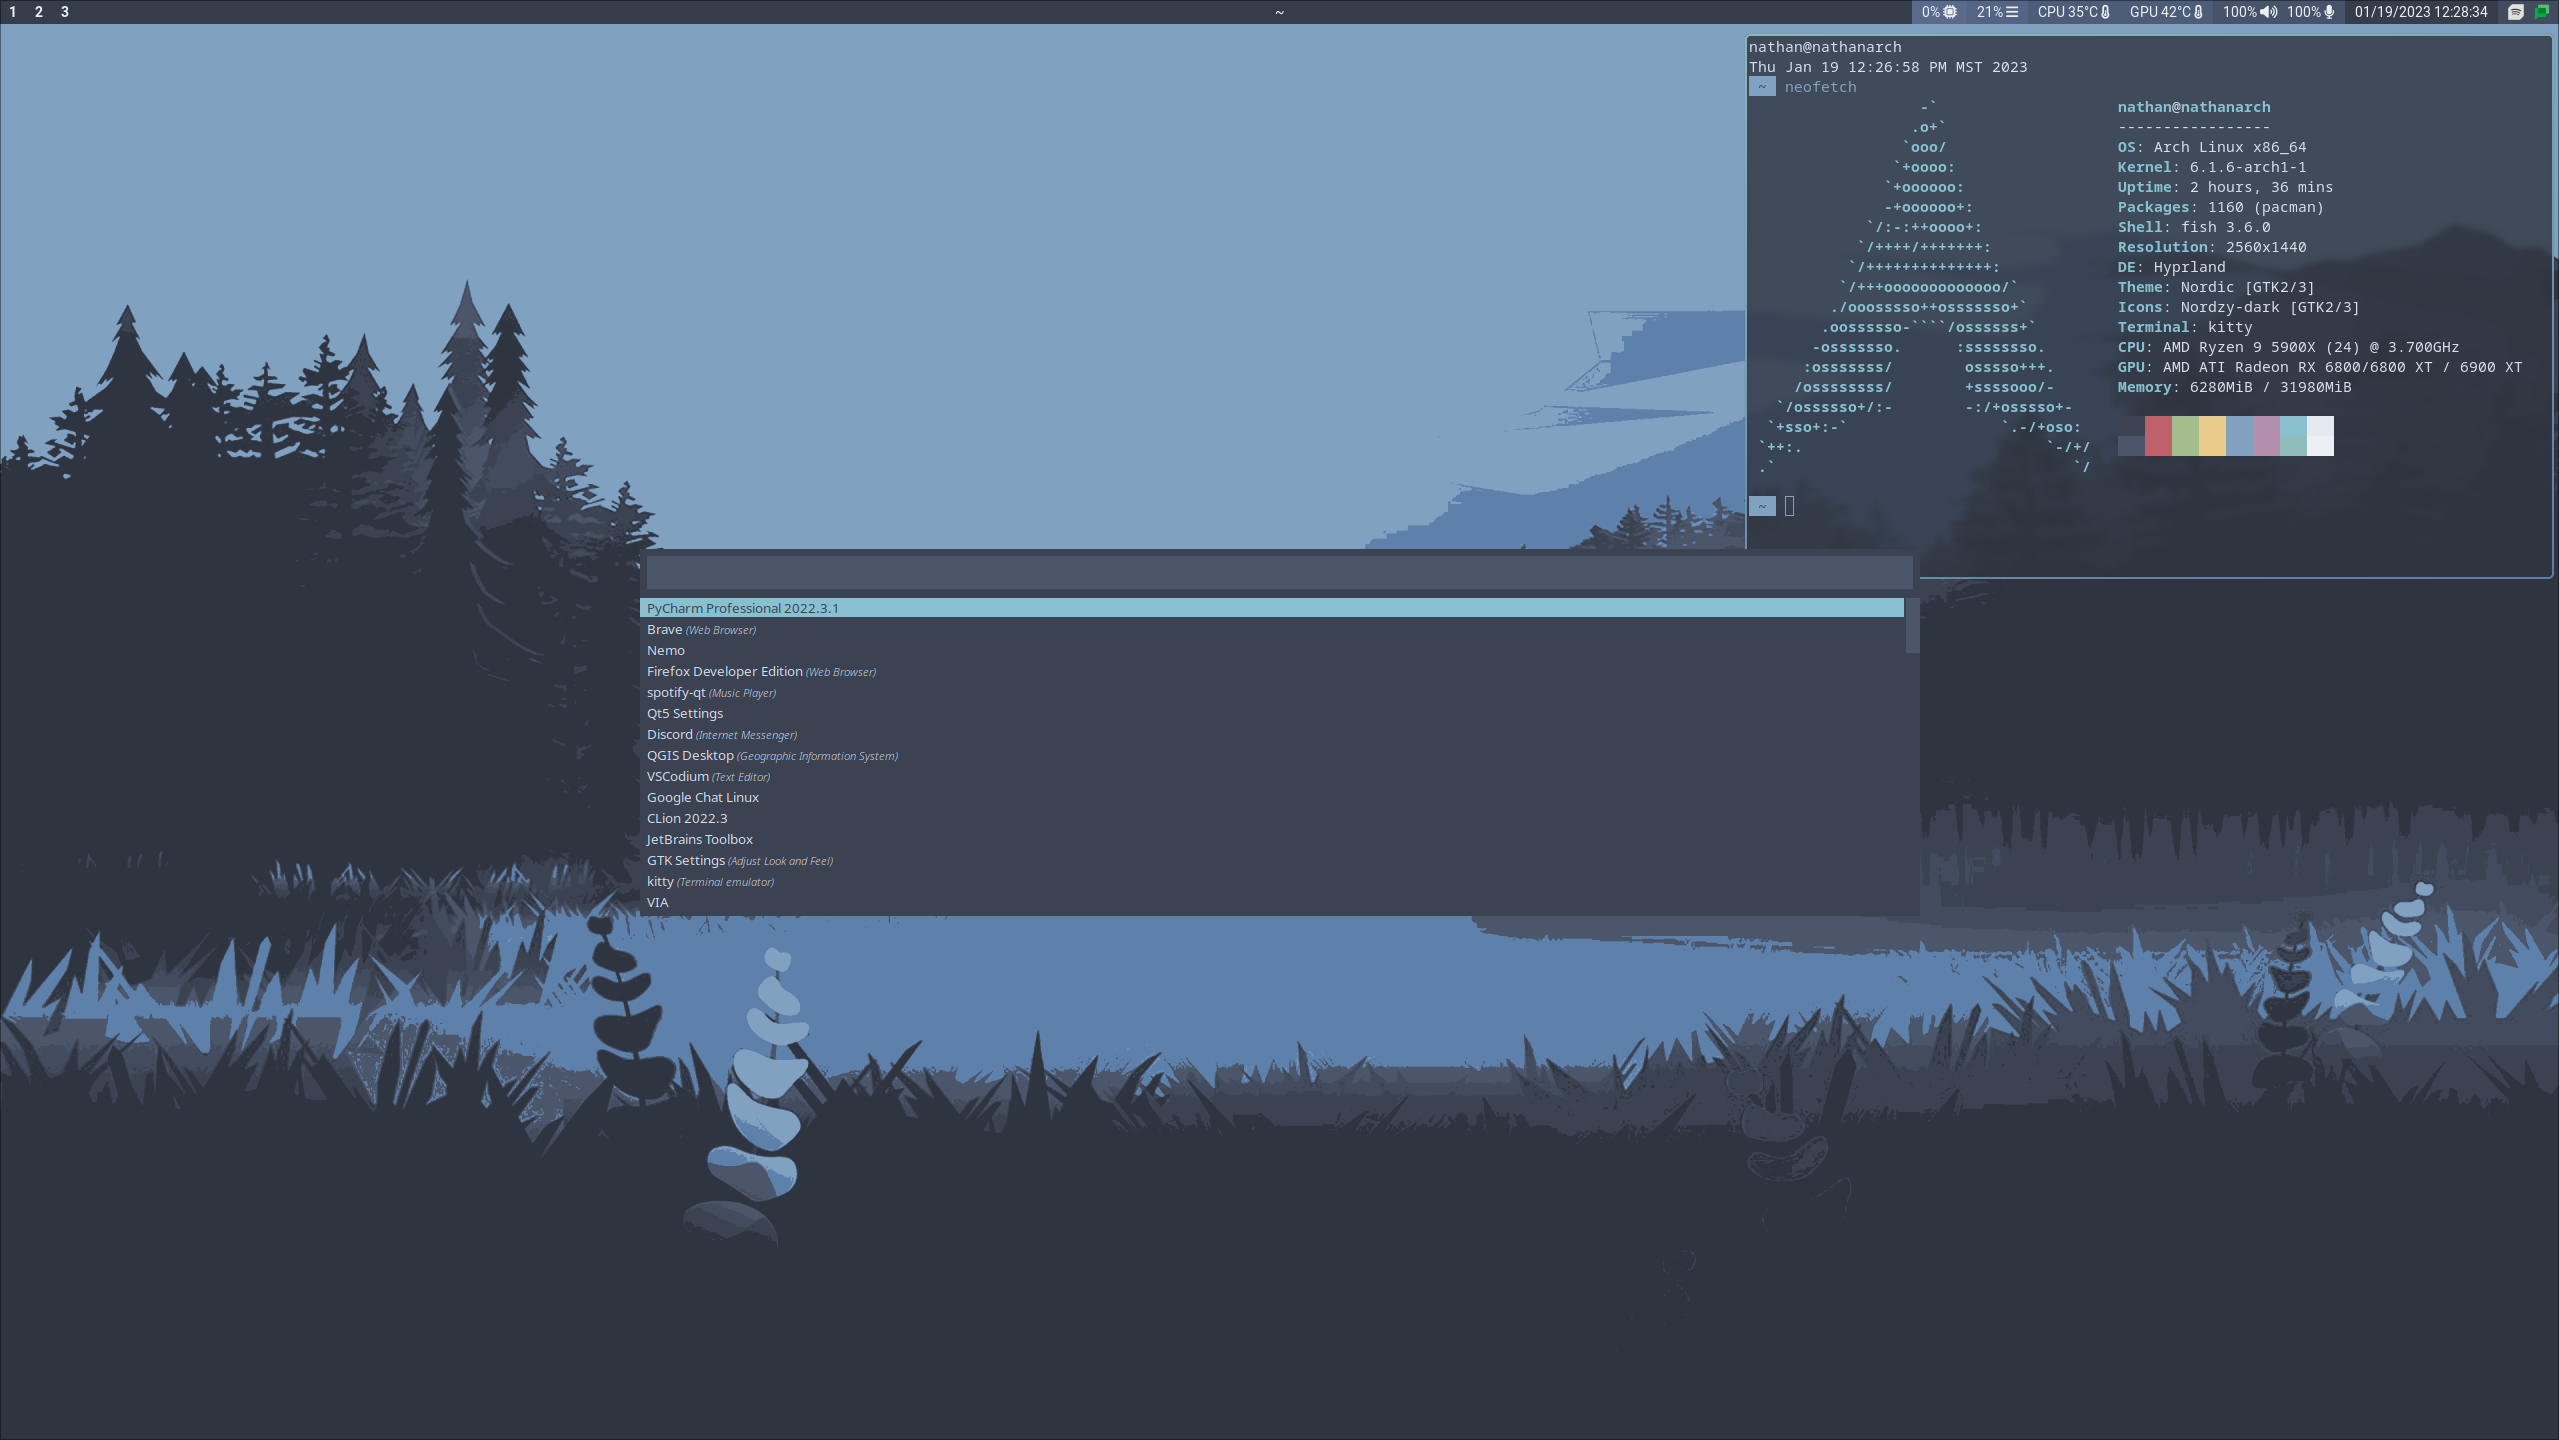 1 2 3
~
0% 21% CPU 35°C GPU 42°C 100% 100% 01/19/2023 12:28:34
nathan@nathanarch
Thu Jan 19 12:26:58 PM MST 2023
~ neofetch
-`
.o+`
`ooo/
`+oooo:
`+oooooo:
-+oooooo+:
`/:-:++oooo+:
`/++++/+++++++:
`/++++++++++++++:
`/+++ooooooooooooo/`
./ooosssso++osssssso+`
.oossssso-````/ossssss+`
-osssssso.      :ssssssso.
:osssssss/        osssso+++.
/ossssssss/        +ssssooo/-
`/ossssso+/:-        -:/+osssso+-
`+sso+:-`                 `.-/+oso:
`++:.                           `-/+/
.`                                 `/
nathan@nathanarch
-----------------
OS: Arch Linux x86_64
Kernel: 6.1.6-arch1-1
Uptime: 2 hours, 36 mins
Packages: 1160 (pacman)
Shell: fish 3.6.0
Resolution: 2560x1440
DE: Hyprland
Theme: Nordic [GTK2/3]
Icons: Nordzy-dark [GTK2/3]
Terminal: kitty
CPU: AMD Ryzen 9 5900X (24) @ 3.700GHz
GPU: AMD ATI Radeon RX 6800/6800 XT / 6900 XT
Memory: 6280MiB / 31980MiB
~
PyCharm Professional 2022.3.1
Brave (Web Browser)
Nemo
Firefox Developer Edition (Web Browser)
spotify-qt (Music Player)
Qt5 Settings
Discord (Internet Messenger)
QGIS Desktop (Geographic Information System)
VSCodium (Text Editor)
Google Chat Linux
CLion 2022.3
JetBrains Toolbox
GTK Settings (Adjust Look and Feel)
kitty (Terminal emulator)
VIA